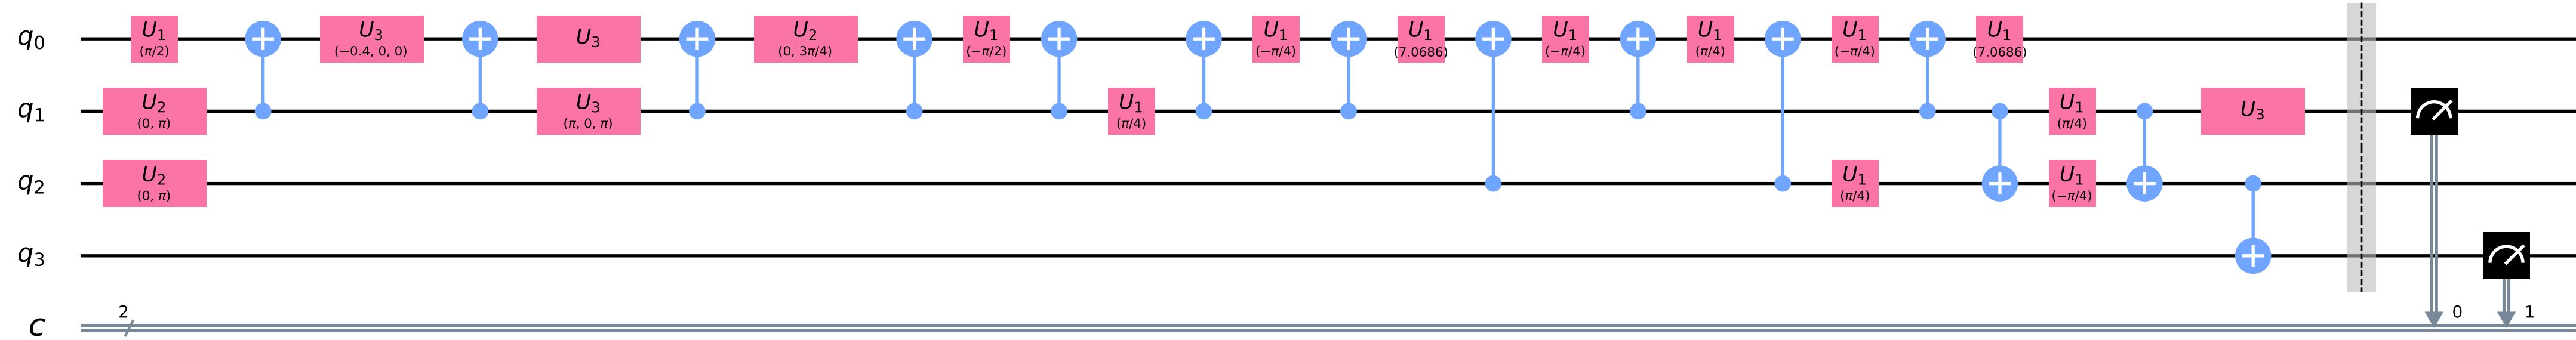 q0 U1 (π/2) U3 (−0.4, 0, 0) U3 U2 (0, 3π/4) U1 (−π/2) U1 (−π/4) U1 (7.0686) U1 (−π/4) U1 (π/4) U1 (−π/4) U1 (7.0686)
q1 U2 (0, π) U3 (π, 0, π) U1 (π/4) U1 (π/4) U3
q2 U2 (0, π) U1 (π/4) U1 (−π/4)
q3
c 2 0 1